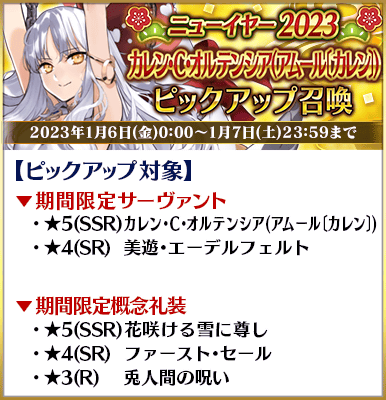 ニューイヤー2023
カレン・C・オルテンシア(アムール〔カレン〕)
ピックアップ召喚
2023年1月6日(金)0:00～1月7日(土)23:59まで
【ピックアップ対象】
▼期間限定サーヴァント
・★5(SSR)カレン・C・オルテンシア(アムール〔カレン〕)
・★4(SR) 美遊・エーデルフェルト
▼期間限定概念礼装
・★5(SSR)花咲ける雪に尊し
・★4(SR) ファースト・セール
・★3(R) 兎人間の呪い